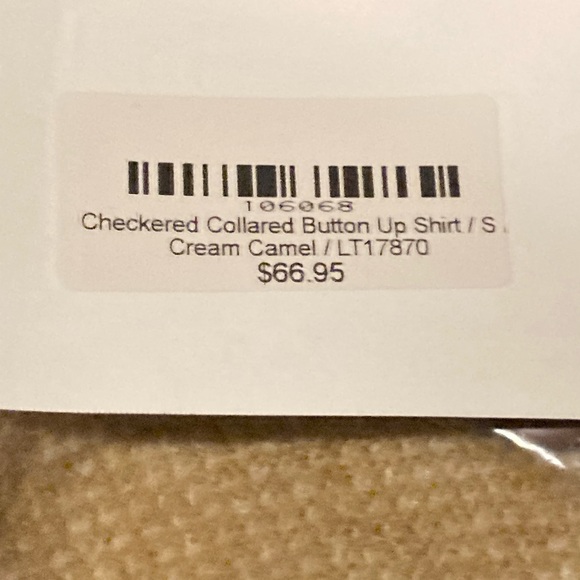 106068
Checkered Collared Button Up Shirt / S
Cream Camel / LT17870
$66.95